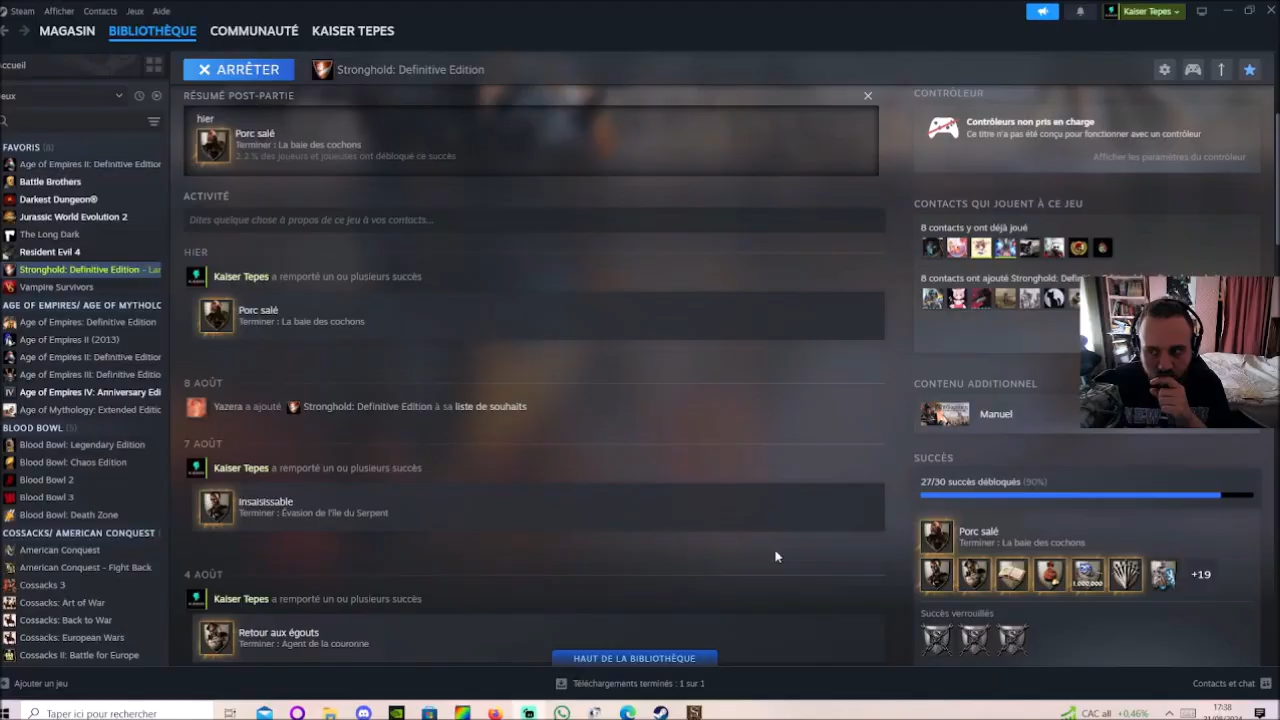 Steam Afficher Contacts Jeux Aide
Kaiser Tepes
MAGASIN BIBLIOTHÈQUE COMMUNAUTÉ KAISER TEPES
ccueil
ARRÊTER
Stronghold: Definitive Edition
eux
FAVORIS (8)
Age of Empires II: Definitive Edition
Battle Brothers
Darkest Dungeon®
Jurassic World Evolution 2
The Long Dark
Resident Evil 4
Stronghold: Definitive Edition - Lan
Vampire Survivors
AGE OF EMPIRES/ AGE OF MYTHOLO
Age of Empires: Definitive Edition
Age of Empires II (2013)
Age of Empires II: Definitive Edition
Age of Empires III: Definitive Edition
Age of Empires IV: Anniversary Edi
Age of Mythology: Extended Editio
BLOOD BOWL (5)
Blood Bowl: Legendary Edition
Blood Bowl: Chaos Edition
Blood Bowl 2
Blood Bowl 3
Blood Bowl: Death Zone
COSSACKS/ AMERICAN CONQUEST
American Conquest
American Conquest - Fight Back
Cossacks 3
Cossacks: Art of War
Cossacks: Back to War
Cossacks: European Wars
Cossacks II: Battle for Europe
Ajouter un jeu
RÉSUMÉ POST-PARTIE
hier
Porc salé
Terminer : La baie des cochons
2.3 % des joueurs et joueuses ont débloqué ce succès
ACTIVITÉ
Dites quelque chose à propos de ce jeu à vos contacts...
HIER
Kaiser Tepes a remporté un ou plusieurs succès
Porc salé
Terminer : La baie des cochons
8 AOÛT
Yazera a ajouté Stronghold: Definitive Edition à sa liste de souhaits
7 AOÛT
Kaiser Tepes a remporté un ou plusieurs succès
Insaisissable
Terminer : Évasion de l'île du Serpent
4 AOÛT
Kaiser Tepes a remporté un ou plusieurs succès
Retour aux égouts
Terminer : Agent de la couronne
HAUT DE LA BIBLIOTHÈQUE
CONTRÔLEUR
Contrôleurs non pris en charge
Ce titre n'a pas été conçu pour fonctionner avec un contrôleur
Afficher les paramètres du contrôleur
CONTACTS QUI JOUENT À CE JEU
8 contacts y ont déjà joué
8 contacts ont ajouté Stronghold: Defin
CONTENU ADDITIONNEL
Manuel
SUCCÈS
27/30 succès débloqués (90%)
Porc salé
Terminer : La baie des cochons
1,000,000
+19
Succès verrouillés
Téléchargements terminés : 1 sur 1
Contacts et chat
Taper ici pour rechercher
CAC all +0,46%
17:38
21/08/2024